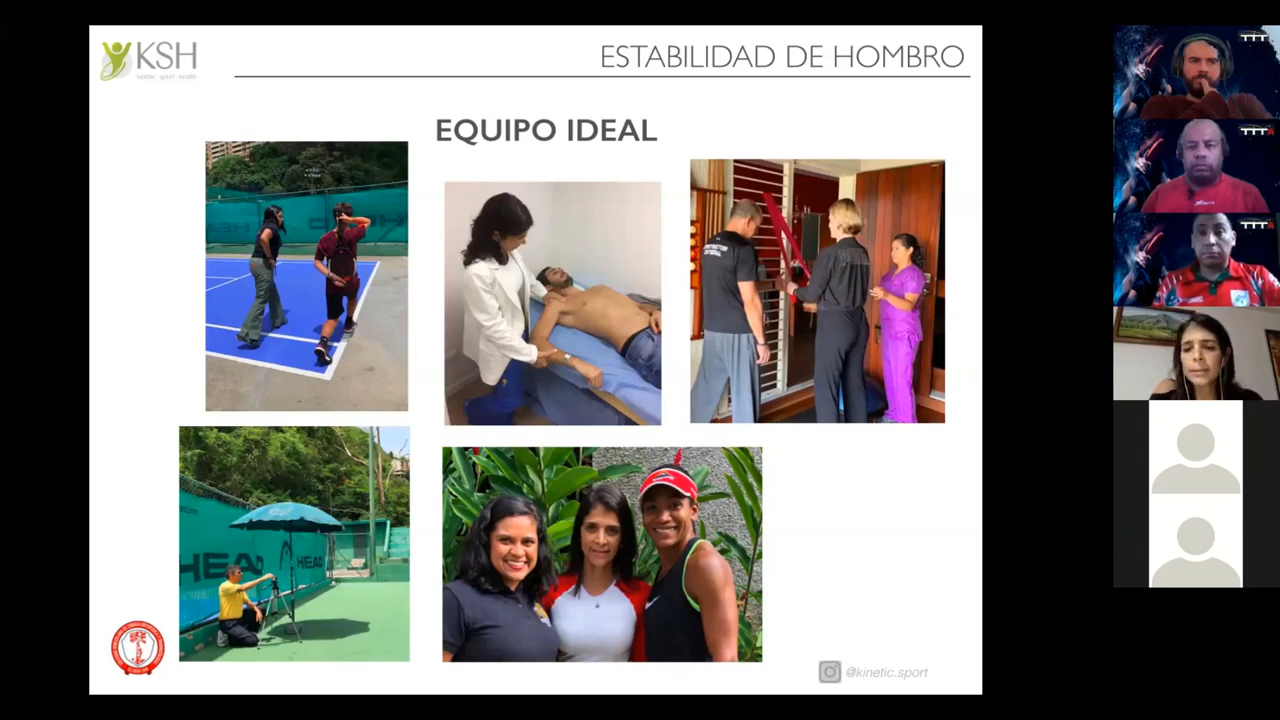 KSH
kinetic · sport · health
ESTABILIDAD DE HOMBRO
EQUIPO IDEAL
HEAD
HEAD
@kinetic.sport